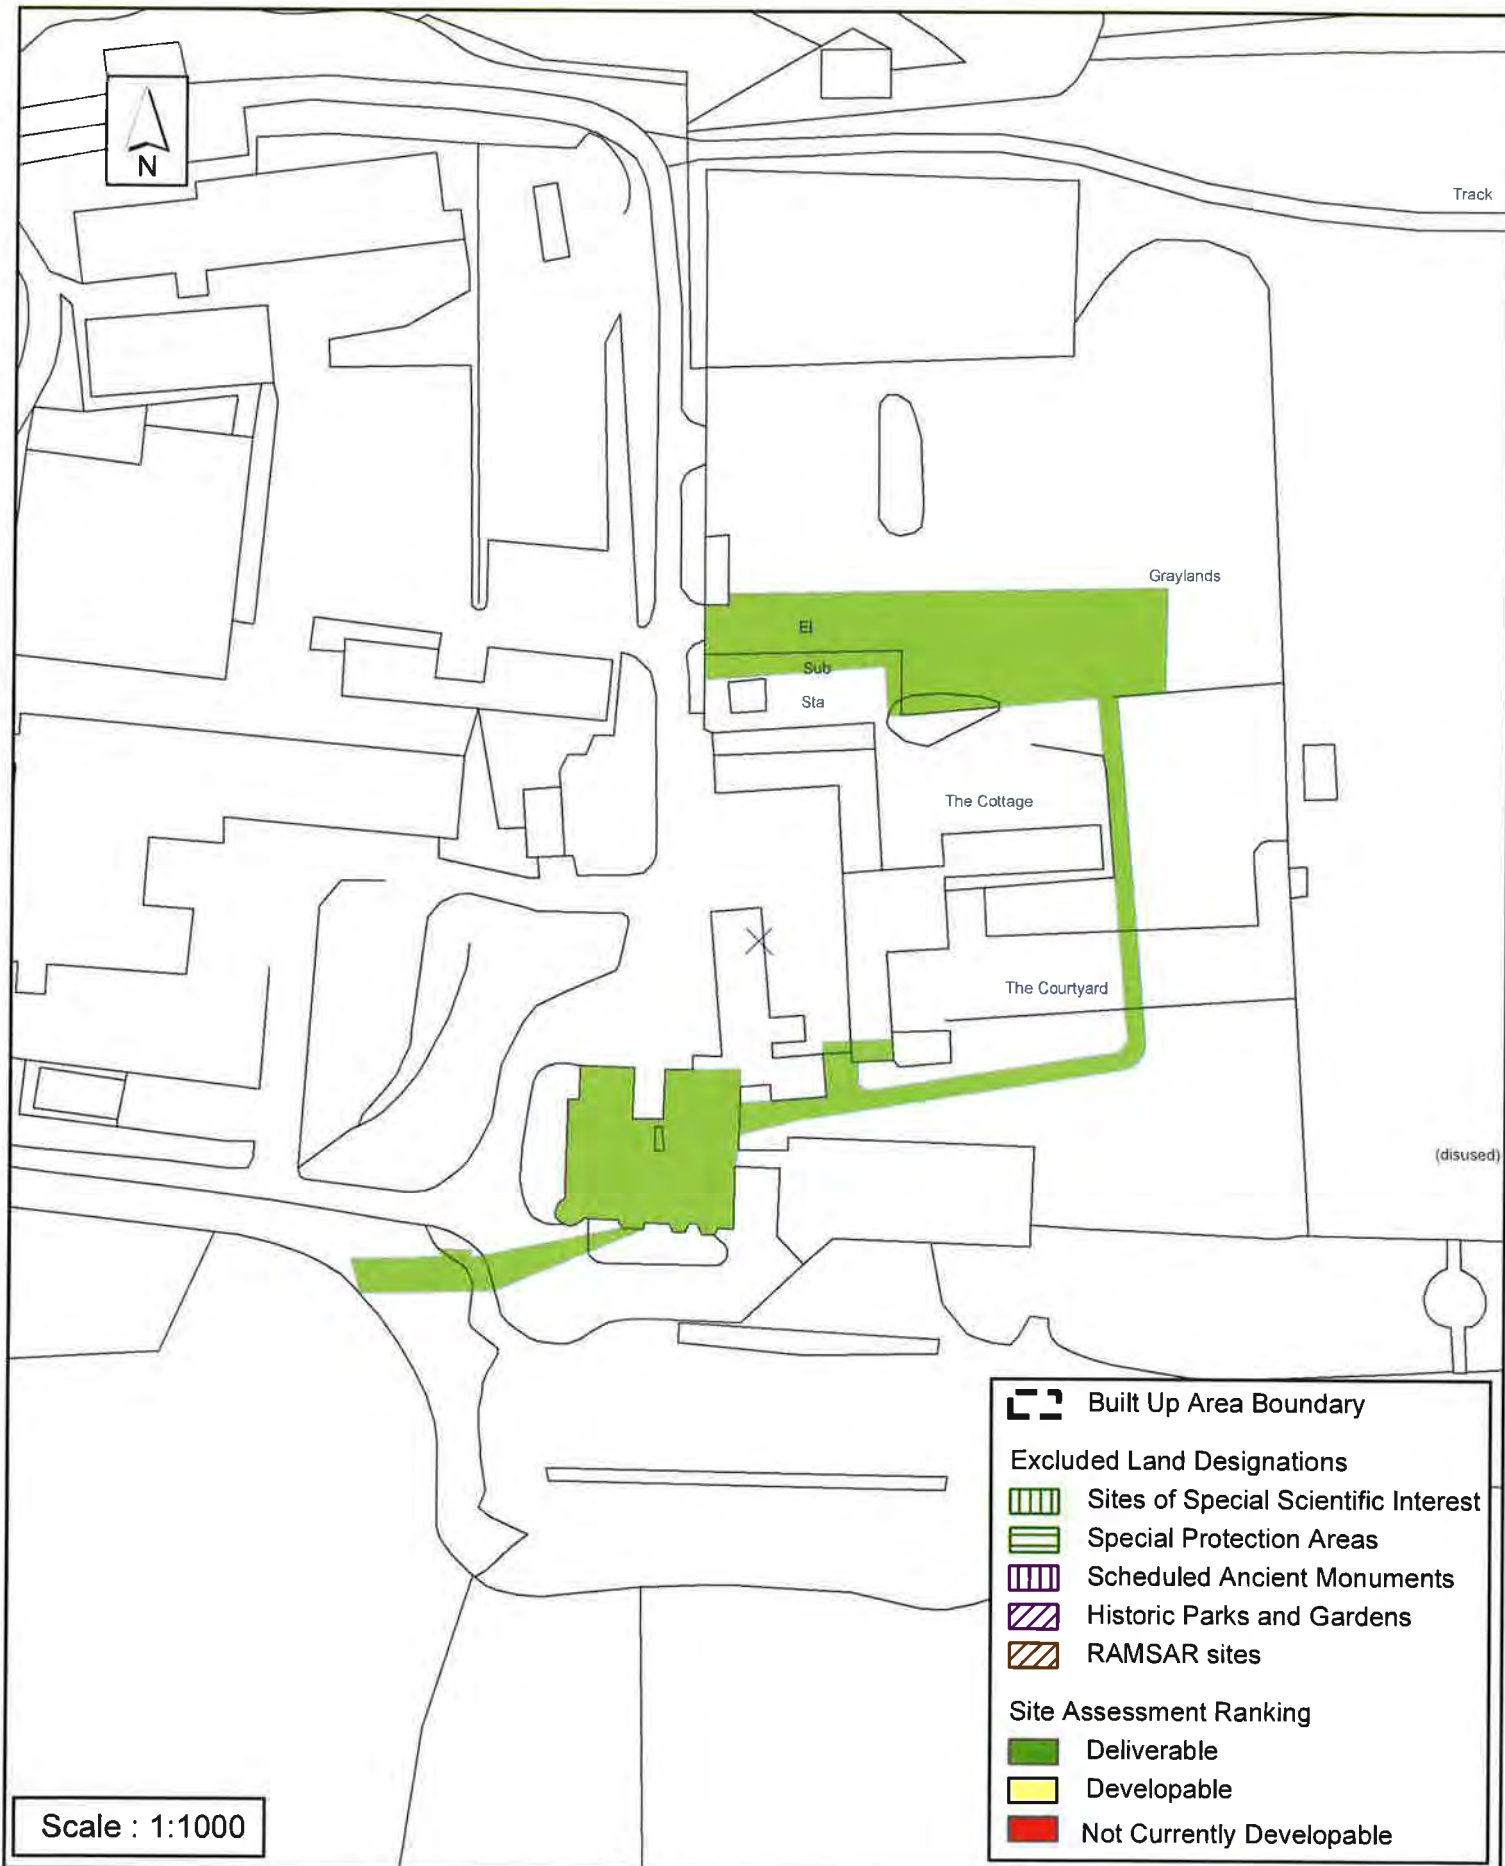 N
Track
Graylands
El
Sub
Sta
The Cottage
The Courtyard
(disused)
Built Up Area Boundary
Excluded Land Designations
Sites of Special Scientific Interest
Special Protection Areas
Scheduled Ancient Monuments
Historic Parks and Gardens
RAMSAR sites
Site Assessment Ranking
Deliverable
Developable
Not Currently Developable
Scale : 1:1000